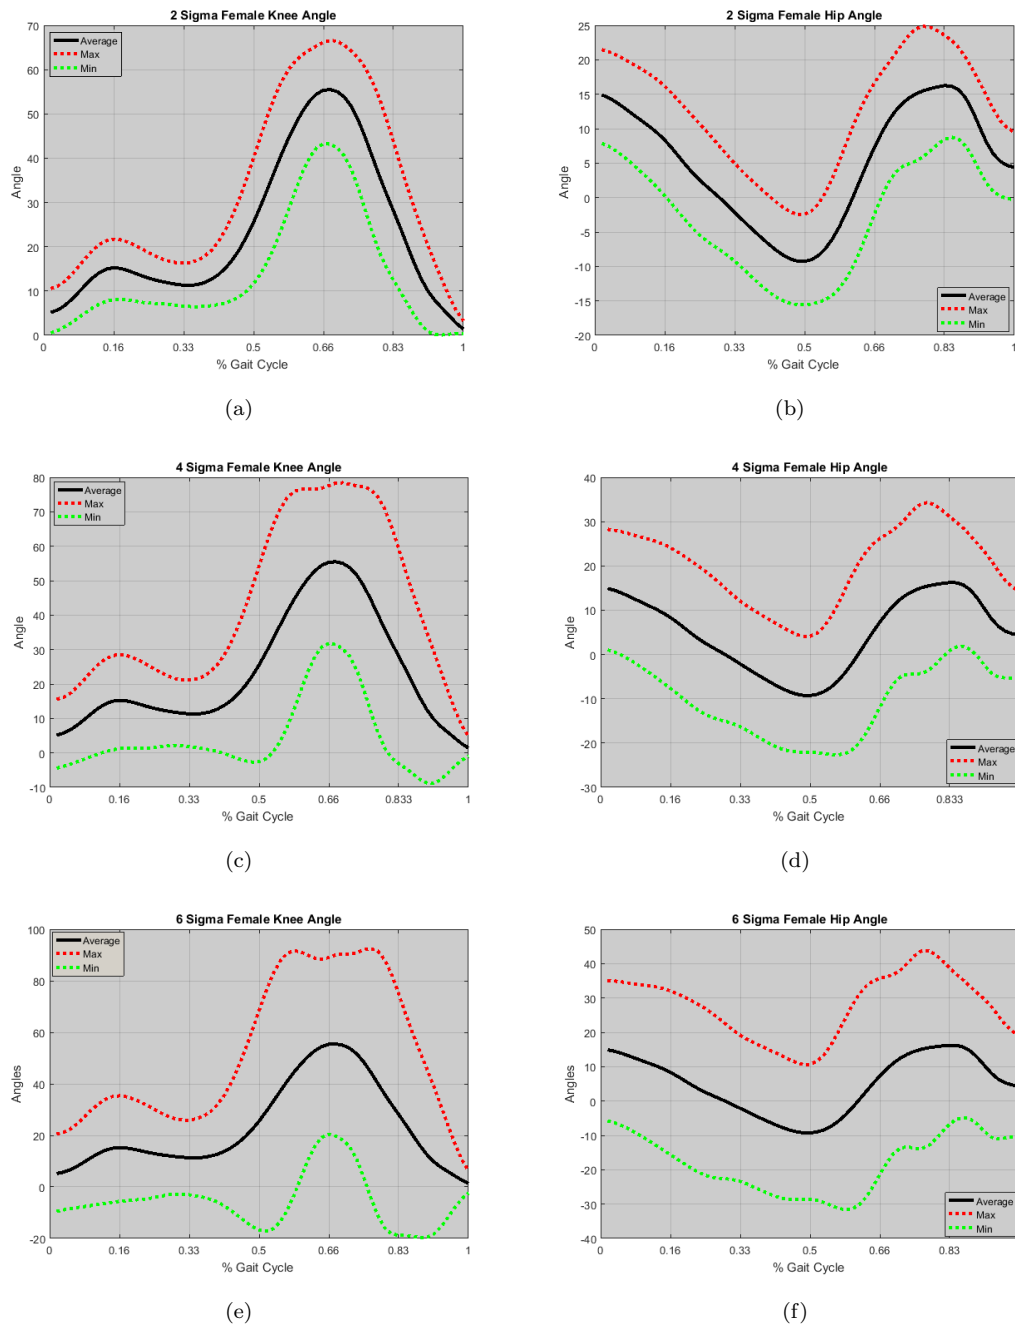 2 Sigma Female Knee Angle
70
60
50
40
30
20
10
0
Angle
Average
Max
Min
0 0.16 0.33 0.5 0.66 0.83 1
% Gait Cycle
(a)
2 Sigma Female Hip Angle
25
20
15
10
5
0
-5
-10
-15
-20
Angle
Average
Max
Min
0 0.16 0.33 0.5 0.66 0.83 1
% Gait Cycle
(b)
4 Sigma Female Knee Angle
80
70
60
50
40
30
20
10
0
-10
Angle
Average
Max
Min
0 0.16 0.33 0.5 0.66 0.833 1
% Gait Cycle
(c)
4 Sigma Female Hip Angle
40
30
20
10
0
-10
-20
-30
Angle
Average
Max
Min
0 0.16 0.33 0.5 0.66 0.833
% Gait Cycle
(d)
6 Sigma Female Knee Angle
100
80
60
40
20
0
-20
Angles
Average
Max
Min
0 0.16 0.33 0.5 0.66 0.83 1
% Gait Cycle
(e)
6 Sigma Female Hip Angle
50
40
30
20
10
0
-10
-20
-30
-40
Angles
Average
Max
Min
0 0.16 0.33 0.5 0.66 0.83
% Gait Cycle
(f)